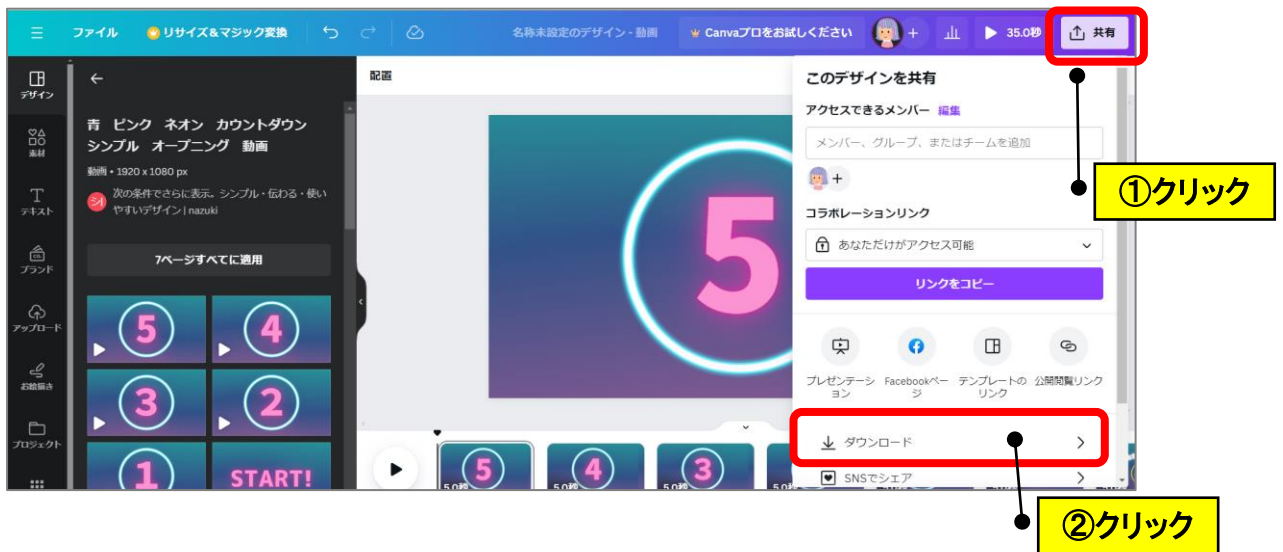 ファイル
リサイズ&マジック変換
名称未設定のデザイン - 動画
Canvaプロをお試しください
+
35.0秒
共有
デザイン
素材
テキスト
ブランド
アップロード
お絵描き
プロジェクト
青 ピンク ネオン カウントダウン
シンプル オープニング 動画
動画 • 1920 x 1080 px
次の条件でさらに表示。シンプル・伝わる・使い
やすいデザイン | nazuki
7ページすべてに適用
5
4
3
2
1
START!
配置
5
5
5.0秒
4
5.0秒
3
5.0秒
このデザインを共有
アクセスできるメンバー 編集
メンバー、グループ、またはチームを追加
+
コラボレーションリンク
あなただけがアクセス可能
リンクをコピー
プレゼンテーシ
ョン
Facebookペー
ジ
テンプレートの
リンク
公開閲覧リンク
ダウンロード
SNSでシェア
①クリック
②クリック